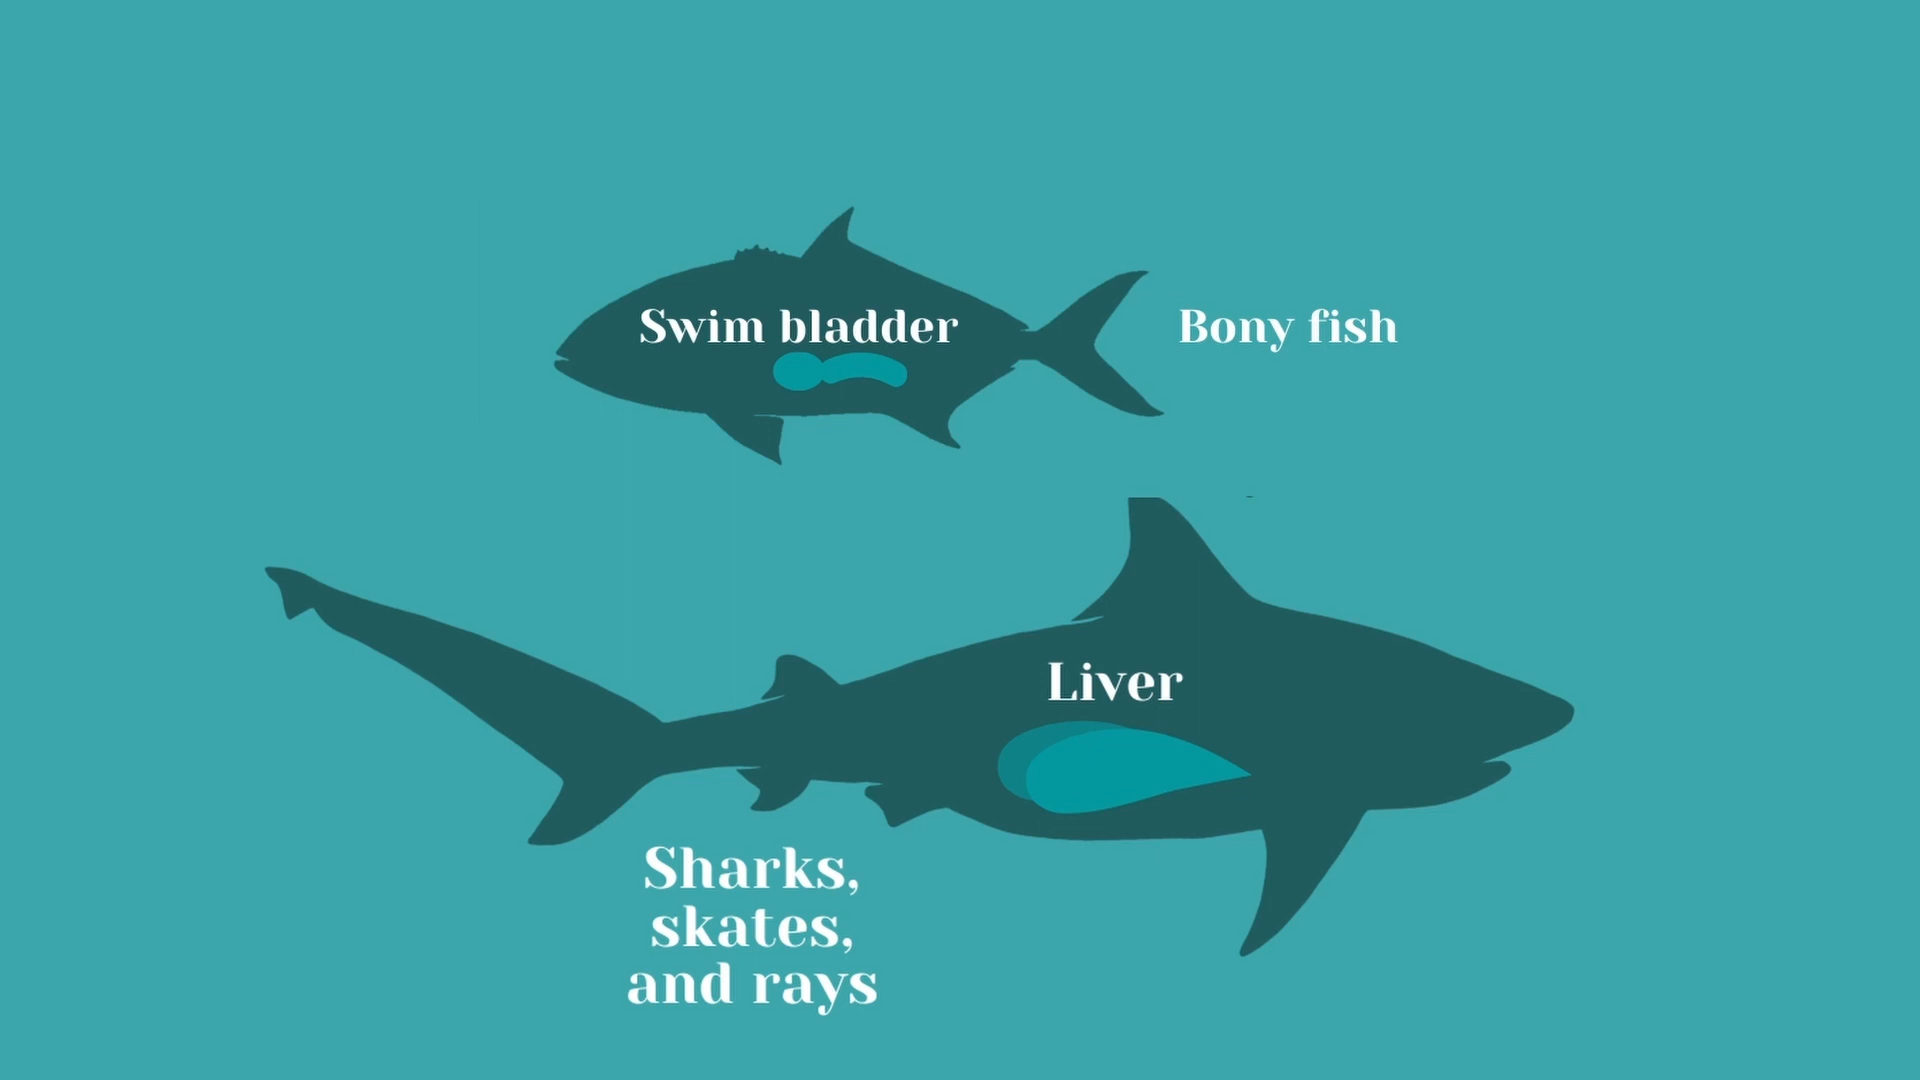 Swim bladder
Bony fish
Liver
Sharks,
skates,
and rays